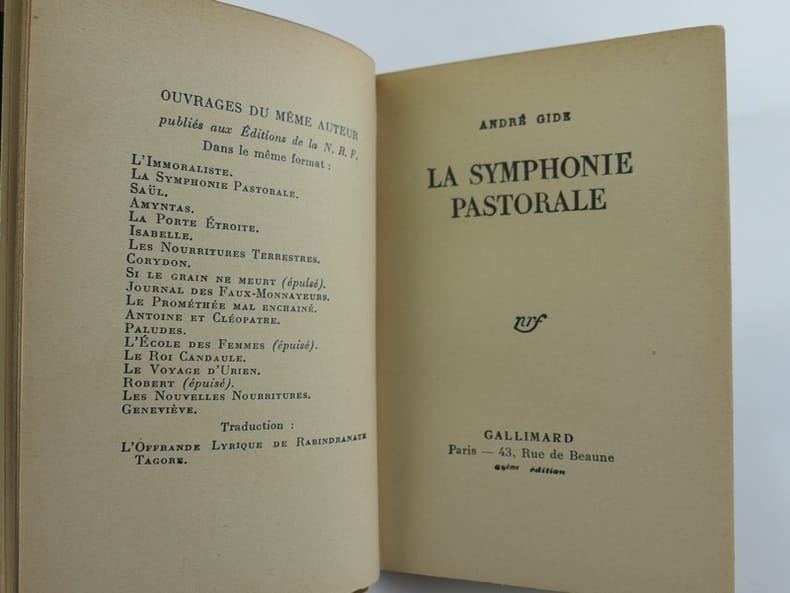 OUVRAGES DU MÊME AUTEUR
publiés aux Éditions de la N. R. F.
Dans le même format :
L'Immoraliste.
La Symphonie Pastorale.
Saül.
Amyntas.
La Porte Étroite.
Isabelle.
Les Nourritures Terrestres.
Corydon.
Si le grain ne meurt (épuisé).
Journal des Faux-Monnayeurs.
Le Prométhée mal enchainé.
Antoine et Cléopatre.
Paludes.
L'École des Femmes (épuisé).
Le Roi Candaule.
Le Voyage d'Urien.
Robert (épuisé).
Les Nouvelles Nourritures.
Geneviève.
Traduction :
L'Offrande Lyrique de Rabindranath
Tagore.
ANDRÉ GIDE
LA SYMPHONIE
PASTORALE
nrf
GALLIMARD
Paris — 43, Rue de Beaune
édition